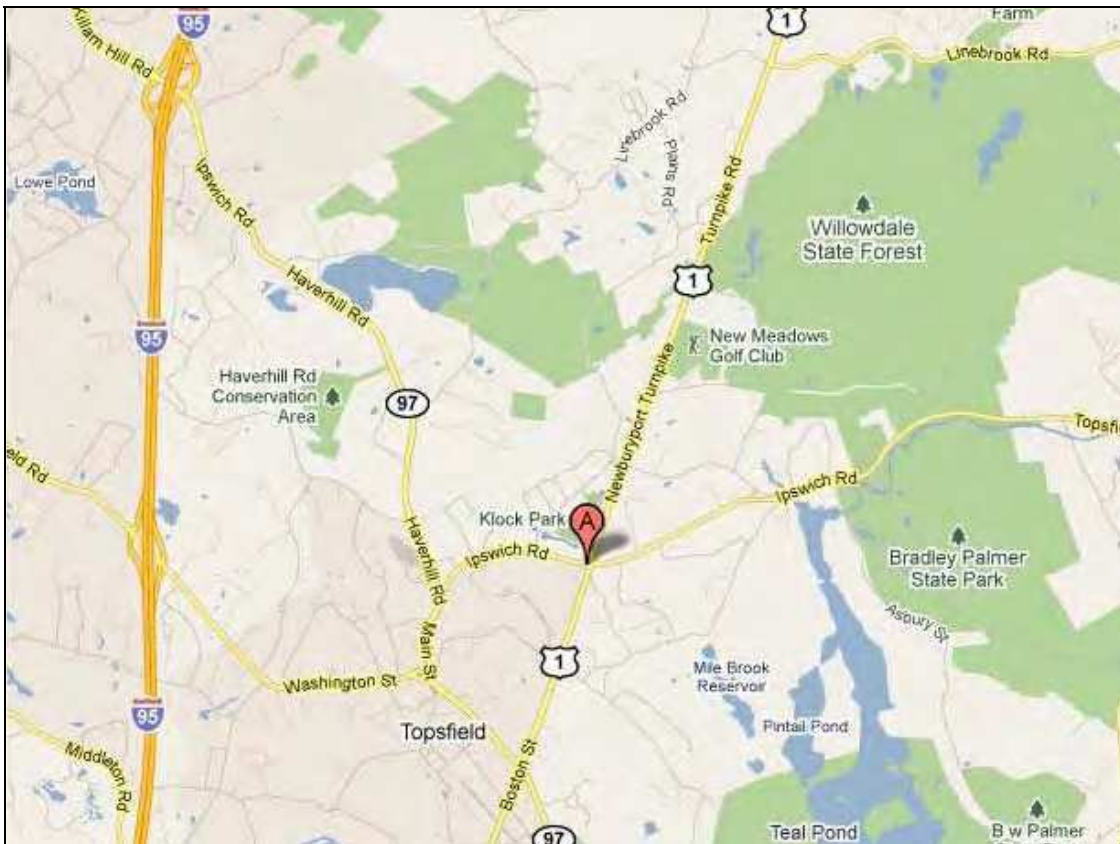 95
1
Farm
Killam Hill Rd
Linebrook Rd
Linebrook Rd
Plains Rd
Lowe Pond
Ipswich Rd
Turnpike Rd
Willowdale
State Forest
Haverhill Rd
1
95
New Meadows
Golf Club
Haverhill Rd
Conservation
Area
97
Newburyport Turnpike
Topsfi
eld Rd
Ipswich Rd
Klock Park
A
Haverhill Rd
Ipswich Rd
Bradley Palmer
State Park
Asbury St
Main St
1
Washington St
Mile Brook
Reservoir
95
Topsfield
Pintail Pond
Middleton Rd
Boston St
97
Teal Pond
B w Palmer